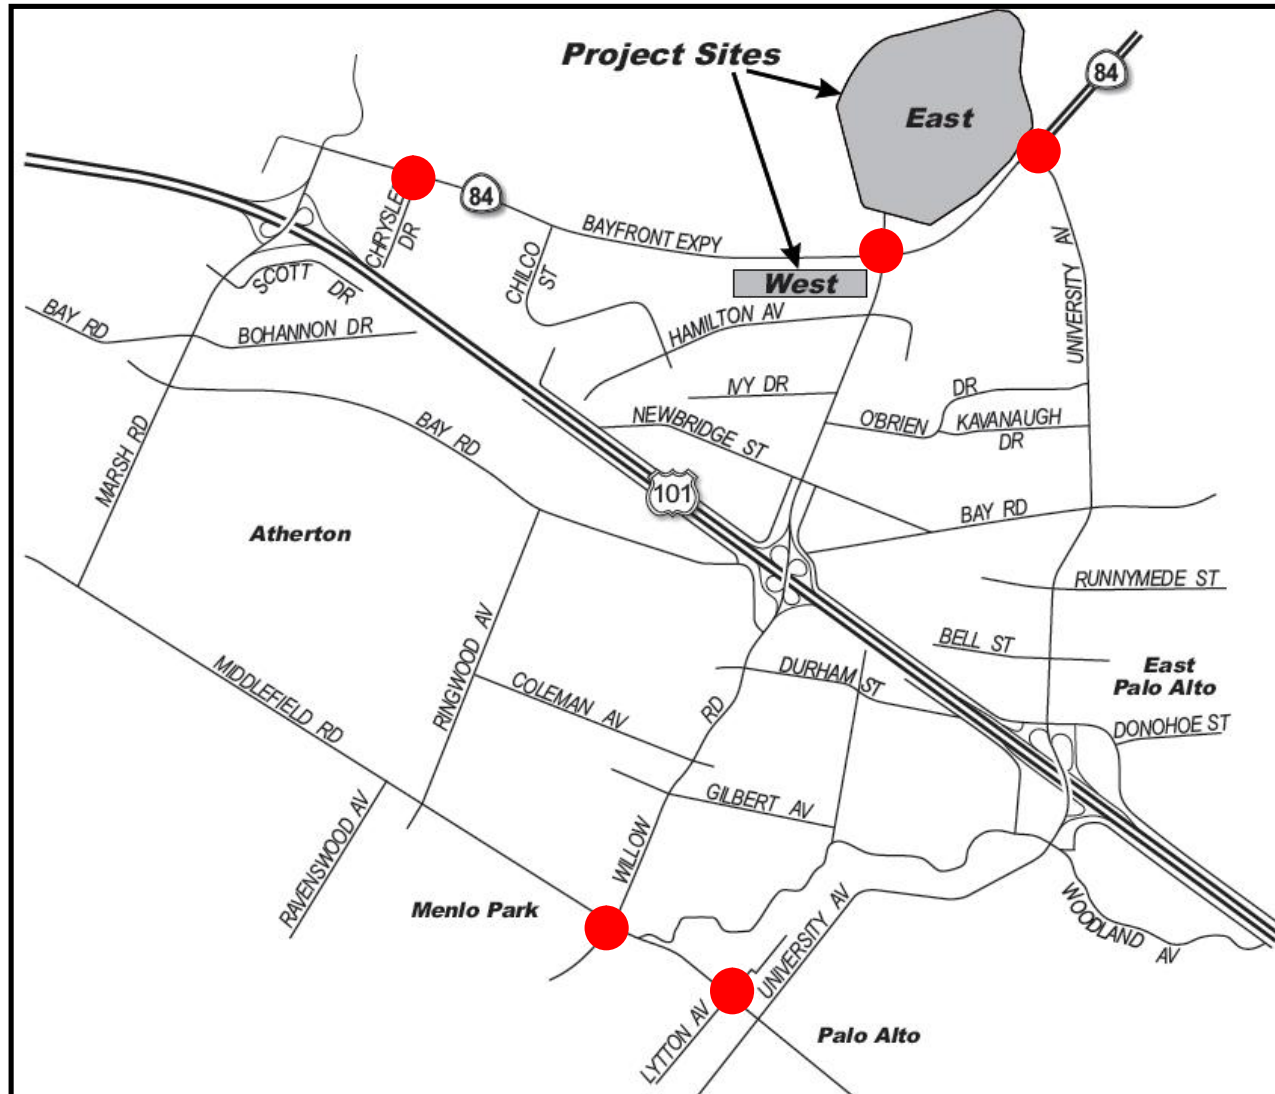 Project Sites
84
East
84
CHRYSLE
DR
BAYFRONT EXPY
UNIVERSITY AV
CHILCO
ST
West
SCOTT DR
BAY RD
BOHANNON DR
HAMILTON AV
IVY DR
DR
NEWBRIDGE ST
O'BRIEN
KAVANAUGH
DR
BAY RD
MARSH RD
101
BAY RD
Atherton
RUNNYMEDE ST
RINGWOOD AV
BELL ST
MIDDLEFIELD RD
DURHAM ST
East
Palo Alto
COLEMAN AV
RD
DONOHOE ST
GILBERT AV
RAVENSWOOD AV
WILLOW
Menlo Park
UNIVERSITY AV
WOODLAND AV
LYTTON AV
Palo Alto